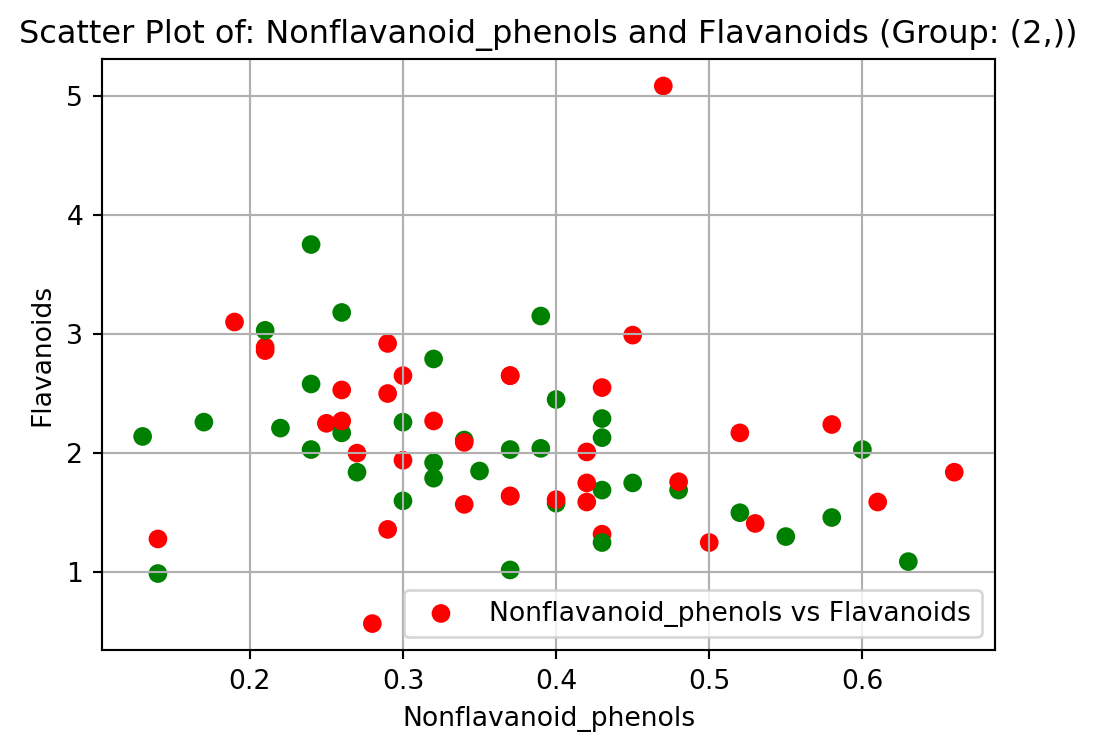 Scatter Plot of: Nonflavanoid_phenols and Flavanoids (Group: (2,))
5
4
3
2
1
Flavanoids
Nonflavanoid_phenols vs Flavanoids
0.2 0.3 0.4 0.5 0.6
Nonflavanoid_phenols